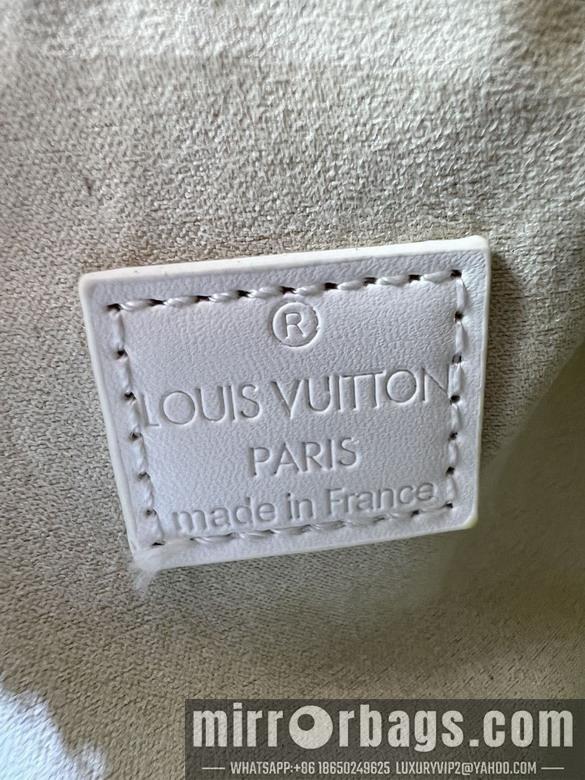 ®
LOUIS VUITTON
PARIS
made in France
mirrorbags.com
WHATSAPP:+86 18650249625 LUXURYVIP2@YAHOO.COM